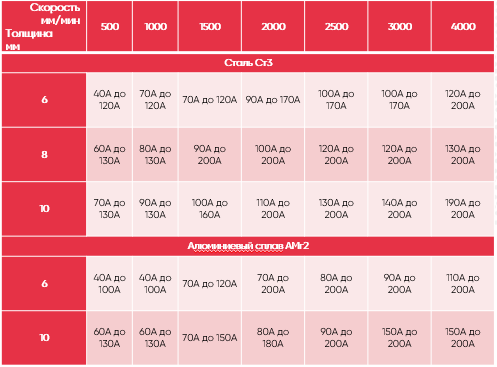 Скорость мм/мин
Толщина мм
500 1000 1500 2000 2500 3000 4000
Сталь Ст3
6 40А до 120А 70А до 120А 70А до 120А 90А до 170А 100А до 170А 100А до 170А 120А до 200А
8 60А до 130А 80А до 130А 90А до 200А 100А до 200А 120А до 200А 120А до 200А 130А до 200А
10 70А до 130А 90А до 130А 100А до 160А 110А до 200А 130А до 200А 140А до 200А 190А до 200А
Алюминиевый сплав АМг2
6 40А до 100А 40А до 100А 70А до 120А 70А до 200А 80А до 200А 90А до 200А 110А до 200А
10 60А до 130А 60А до 130А 70А до 150А 80А до 180А 90А до 200А 150А до 200А 150А до 200А